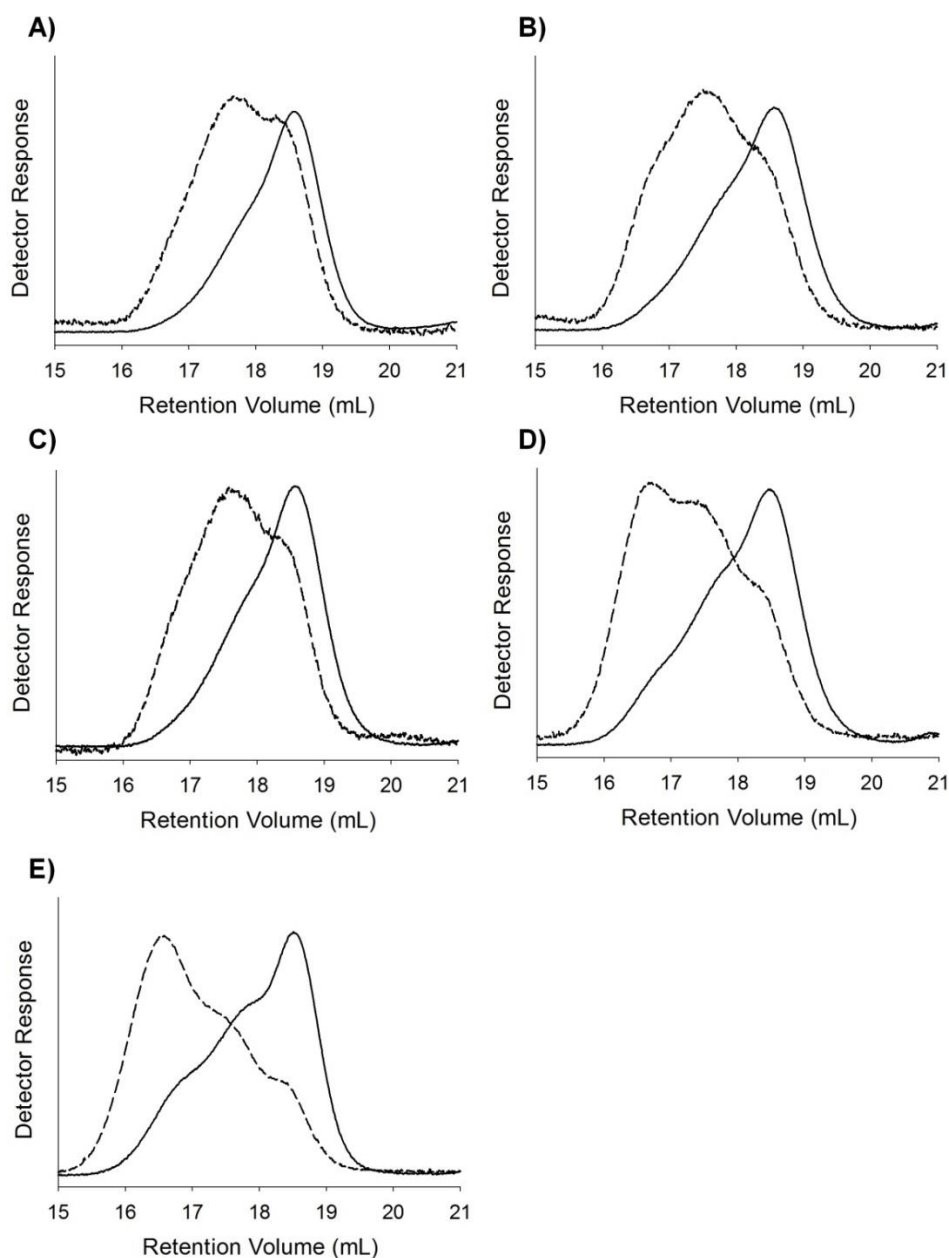 A)
Detector Response
15 16 17 18 19 20 21
Retention Volume (mL)
B)
Detector Response
15 16 17 18 19 20 21
Retention Volume (mL)
C)
Detector Response
15 16 17 18 19 20 21
Retention Volume (mL)
D)
Detector Response
15 16 17 18 19 20 21
Retention Volume (mL)
E)
Detector Response
15 16 17 18 19 20 21
Retention Volume (mL)